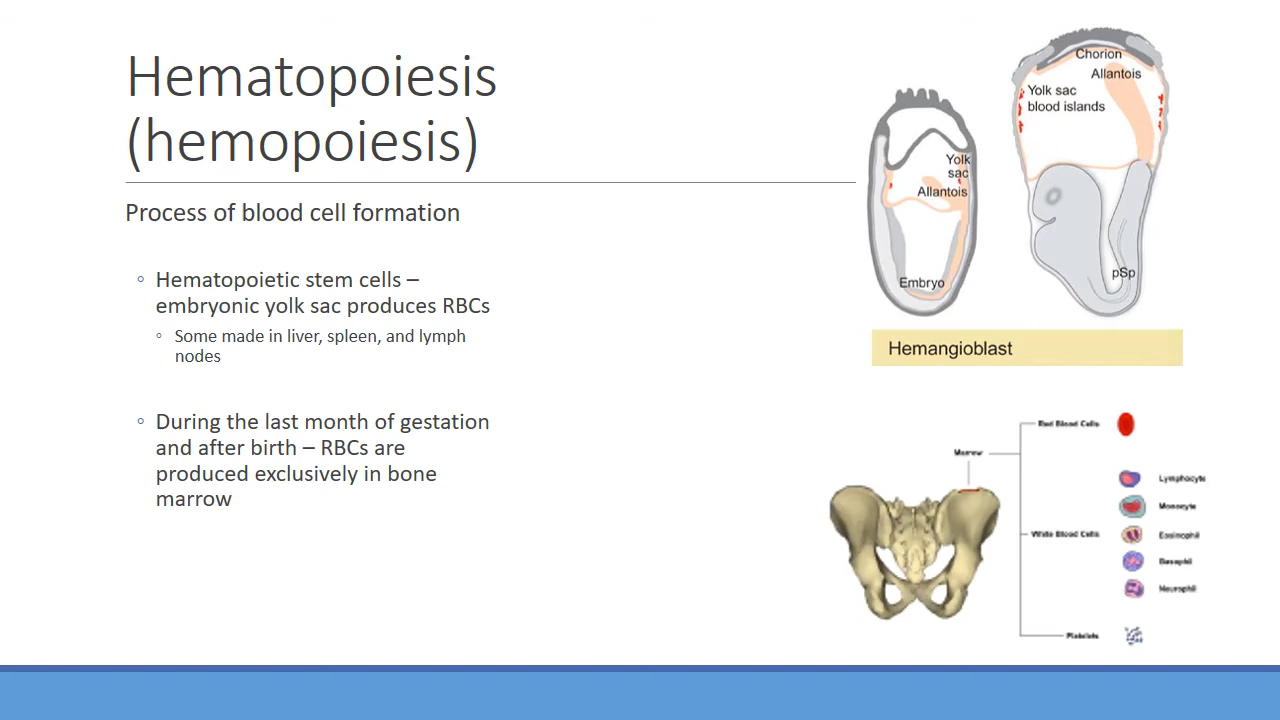 Hematopoiesis
(hemopoiesis)
Process of blood cell formation
Hematopoietic stem cells –
embryonic yolk sac produces RBCs
Some made in liver, spleen, and lymph
nodes
During the last month of gestation
and after birth – RBCs are
produced exclusively in bone
marrow
Yolk
sac
Allantois
Embryo
Chorion
Allantois
Yolk sac
blood islands
pSp
Hemangioblast
Marrow
Red Blood Cells
White Blood Cells
Lymphocyte
Monocyte
Eosinophil
Basophil
Neurophil
Platelets